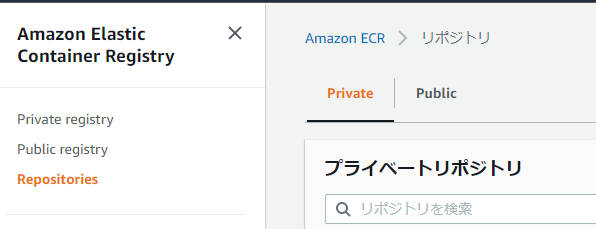 Amazon Elastic
Container Registry
Private registry
Public registry
Repositories
Amazon ECR > リポジトリ
Private
Public
プライベートリポジトリ
リポジトリを検索